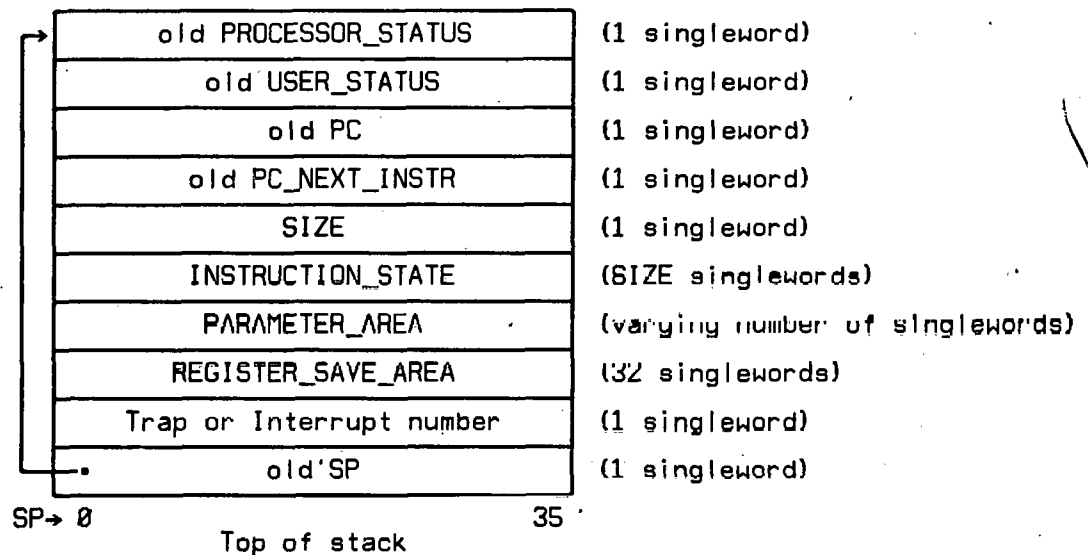 old PROCESSOR_STATUS (1 singleword)
old USER_STATUS (1 singleword)
old PC (1 singleword)
old PC_NEXT_INSTR (1 singleword)
SIZE (1 singleword)
INSTRUCTION_STATE (SIZE singlewords)
PARAMETER_AREA (varying number of singlewords)
REGISTER_SAVE_AREA (32 singlewords)
Trap or Interrupt number (1 singleword)
old SP (1 singleword)
SP→ 0 35
Top of stack